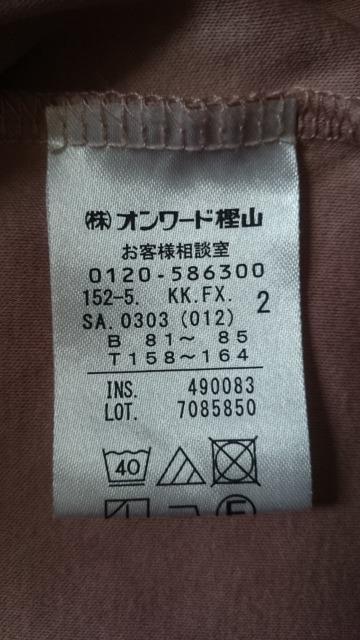 (株)オンワード樫山
お客様相談室
0120-586300
152-5. KK.FX. 2
SA.0303(012)
B 81～ 85
T158～164
INS. 490083
LOT. 7085850
40